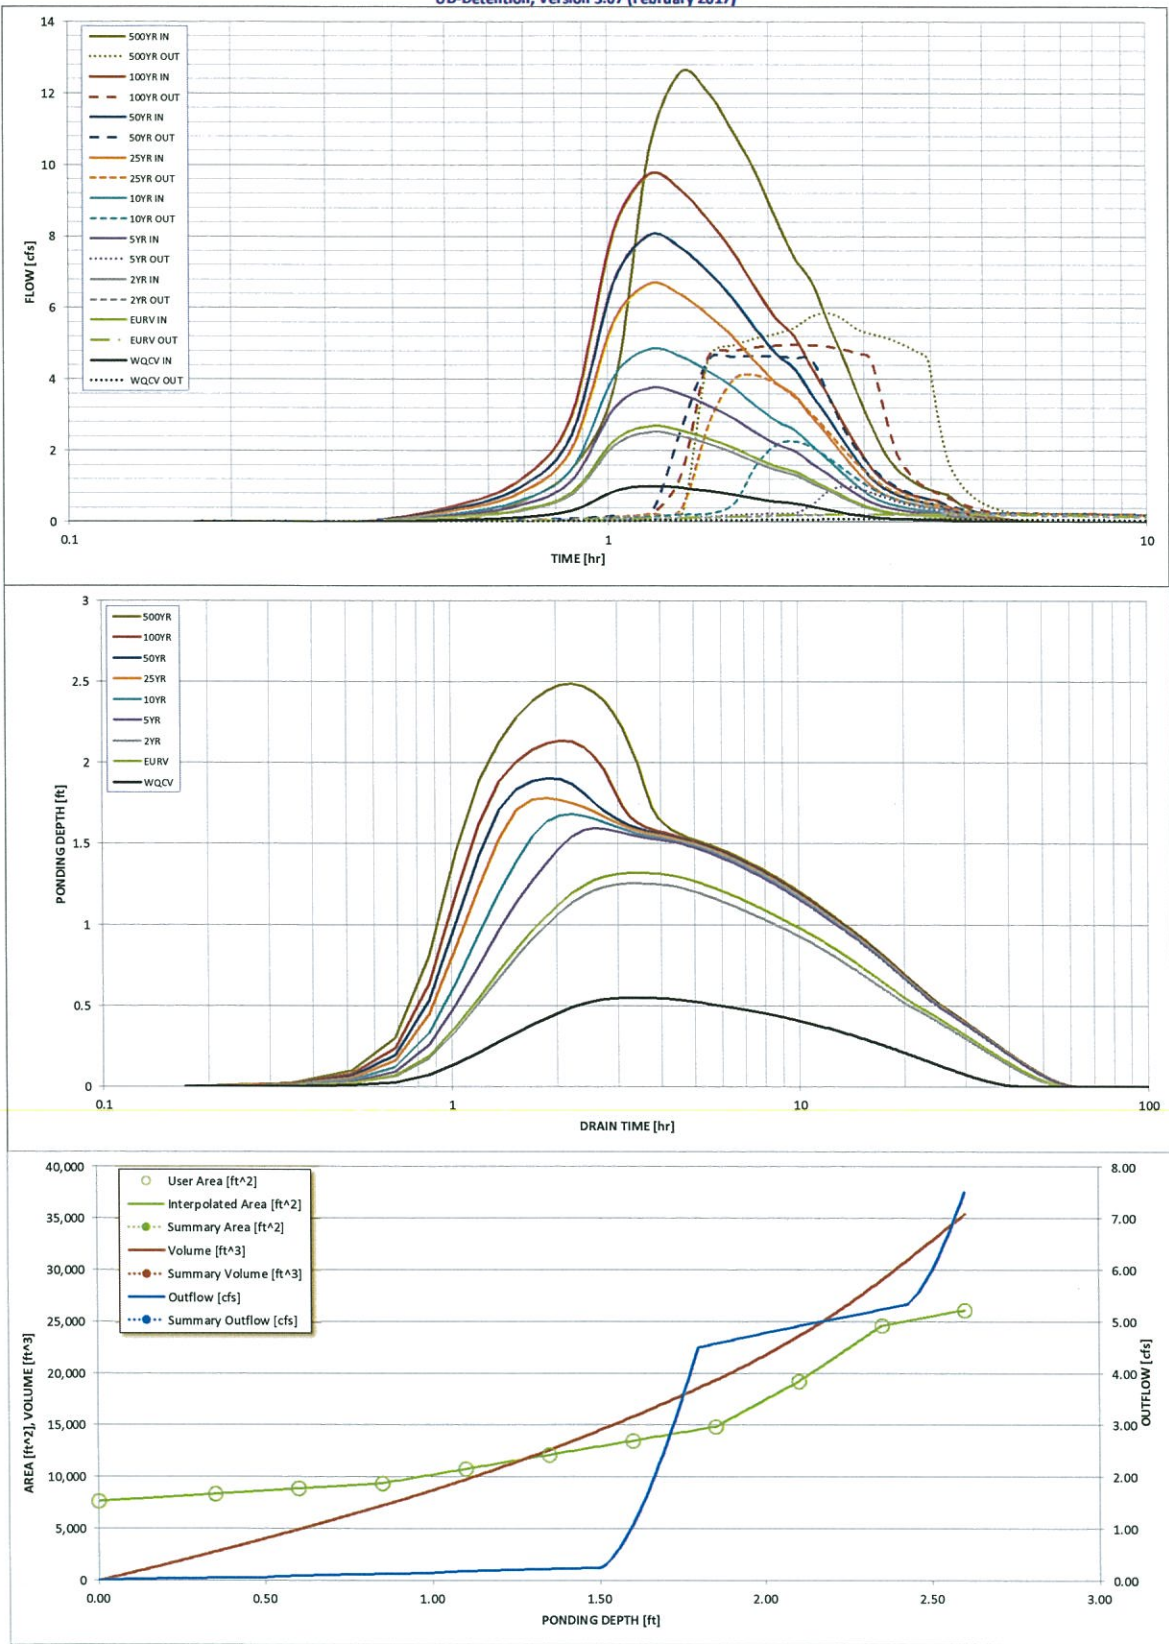 UD-Detention, Version 3.07 (February 2017)
14
12
10
8
6
4
2
0
FLOW [cfs]
500YR IN
500YR OUT
100YR IN
100YR OUT
50YR IN
50YR OUT
25YR IN
25YR OUT
10YR IN
10YR OUT
5YR IN
5YR OUT
2YR IN
2YR OUT
EURV IN
EURV OUT
WQCV IN
WQCV OUT
0.1
1
10
TIME [hr]
3
2.5
2
1.5
1
0.5
0
PONDING DEPTH [ft]
500YR
100YR
50YR
25YR
10YR
5YR
2YR
EURV
WQCV
0.1
1
10
100
DRAIN TIME [hr]
40,000
35,000
30,000
25,000
20,000
15,000
10,000
5,000
0
AREA [ft^2], VOLUME [ft^3]
User Area [ft^2]
Interpolated Area [ft^2]
Summary Area [ft^2]
Volume [ft^3]
Summary Volume [ft^3]
Outflow [cfs]
Summary Outflow [cfs]
8.00
7.00
6.00
5.00
4.00
3.00
2.00
1.00
0.00
OUTFLOW [cfs]
0.00
0.50
1.00
1.50
2.00
2.50
3.00
PONDING DEPTH [ft]